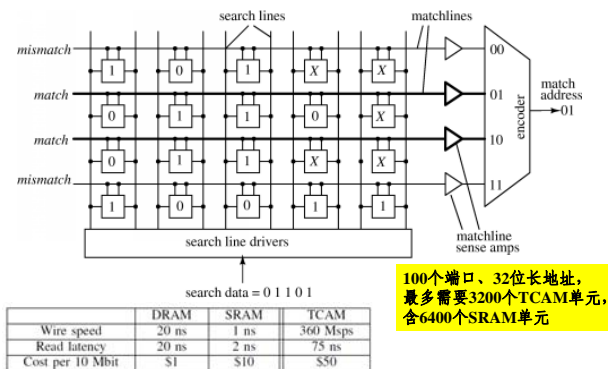 search lines
matchlines
mismatch
00
1 0 1 X X
match
01
match address
01
0 1 1 0 X
encoder
match
10
0 1 1 X X
mismatch
11
1 0 0 1 1
search line drivers
matchline
sense amps
search data = 0 1 1 0 1
100个端口、32位长地址，
最多需要3200个TCAM单元，
含6400个SRAM单元
DRAM SRAM TCAM
Wire speed 20 ns 1 ns 360 Msps
Read latency 20 ns 2 ns 75 ns
Cost per 10 Mbit $1 $10 $50